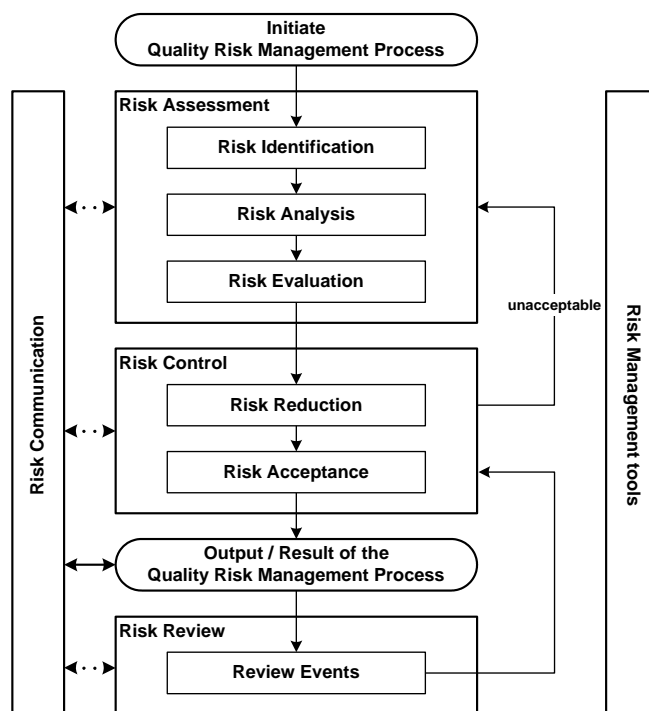 Initiate
Quality Risk Management Process
Risk Assessment
Risk Identification
Risk Analysis
Risk Evaluation
unacceptable
Risk Communication
Risk Management tools
Risk Control
Risk Reduction
Risk Acceptance
Output / Result of the
Quality Risk Management Process
Risk Review
Review Events